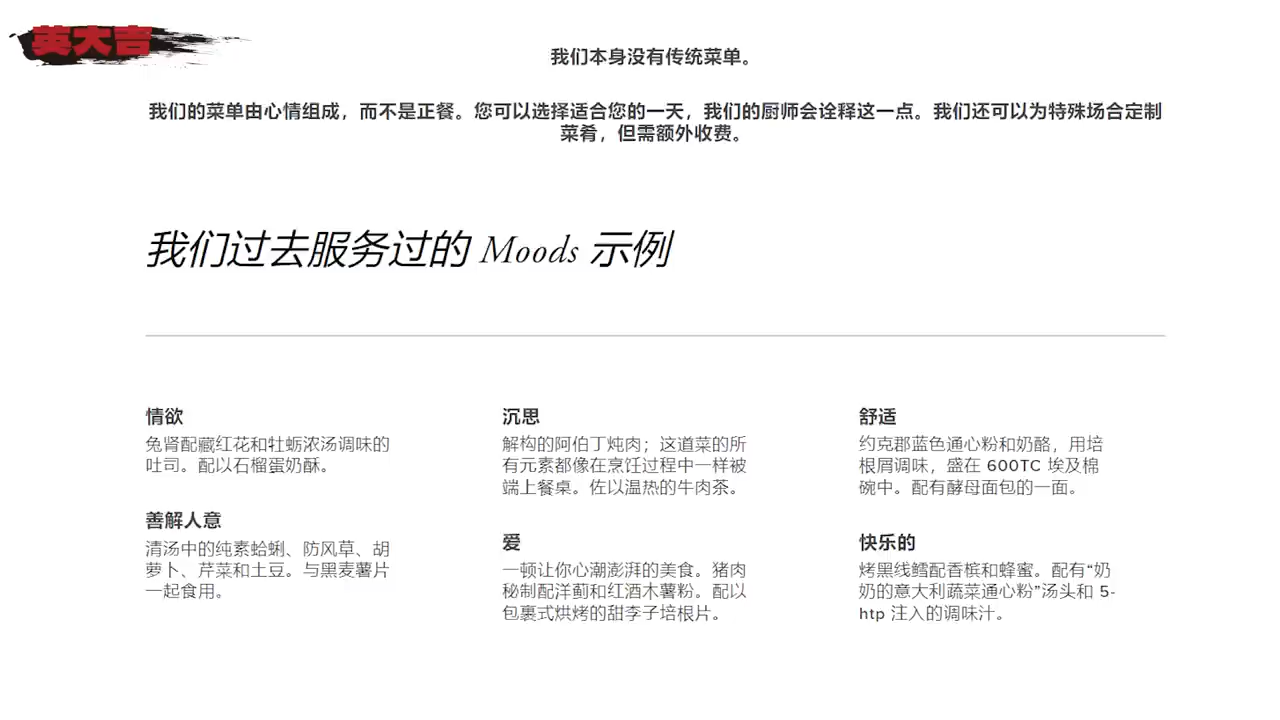 英大吉
我们本身没有传统菜单。
我们的菜单由心情组成，而不是正餐。您可以选择适合您的一天，我们的厨师会诠释这一点。我们还可以为特殊场合定制
菜肴，但需额外收费。
我们过去服务过的 Moods 示例
情欲
兔肾配藏红花和牡蛎浓汤调味的
吐司。配以石榴蛋奶酥。
善解人意
清汤中的纯素蛤蜊、防风草、胡
萝卜、芹菜和土豆。与黑麦薯片
一起食用。
沉思
解构的阿伯丁炖肉；这道菜的所
有元素都像在烹饪过程中一样被
端上餐桌。佐以温热的牛肉茶。
爱
一顿让你心潮澎湃的美食。猪肉
秘制配洋蓟和红酒木薯粉。配以
包裹式烘烤的甜李子培根片。
舒适
约克郡蓝色通心粉和奶酪，用培
根屑调味，盛在 600TC 埃及棉
碗中。配有酵母面包的一面。
快乐的
烤黑线鳕配香槟和蜂蜜。配有“奶
奶的意大利蔬菜通心粉”汤头和 5-
htp 注入的调味汁。